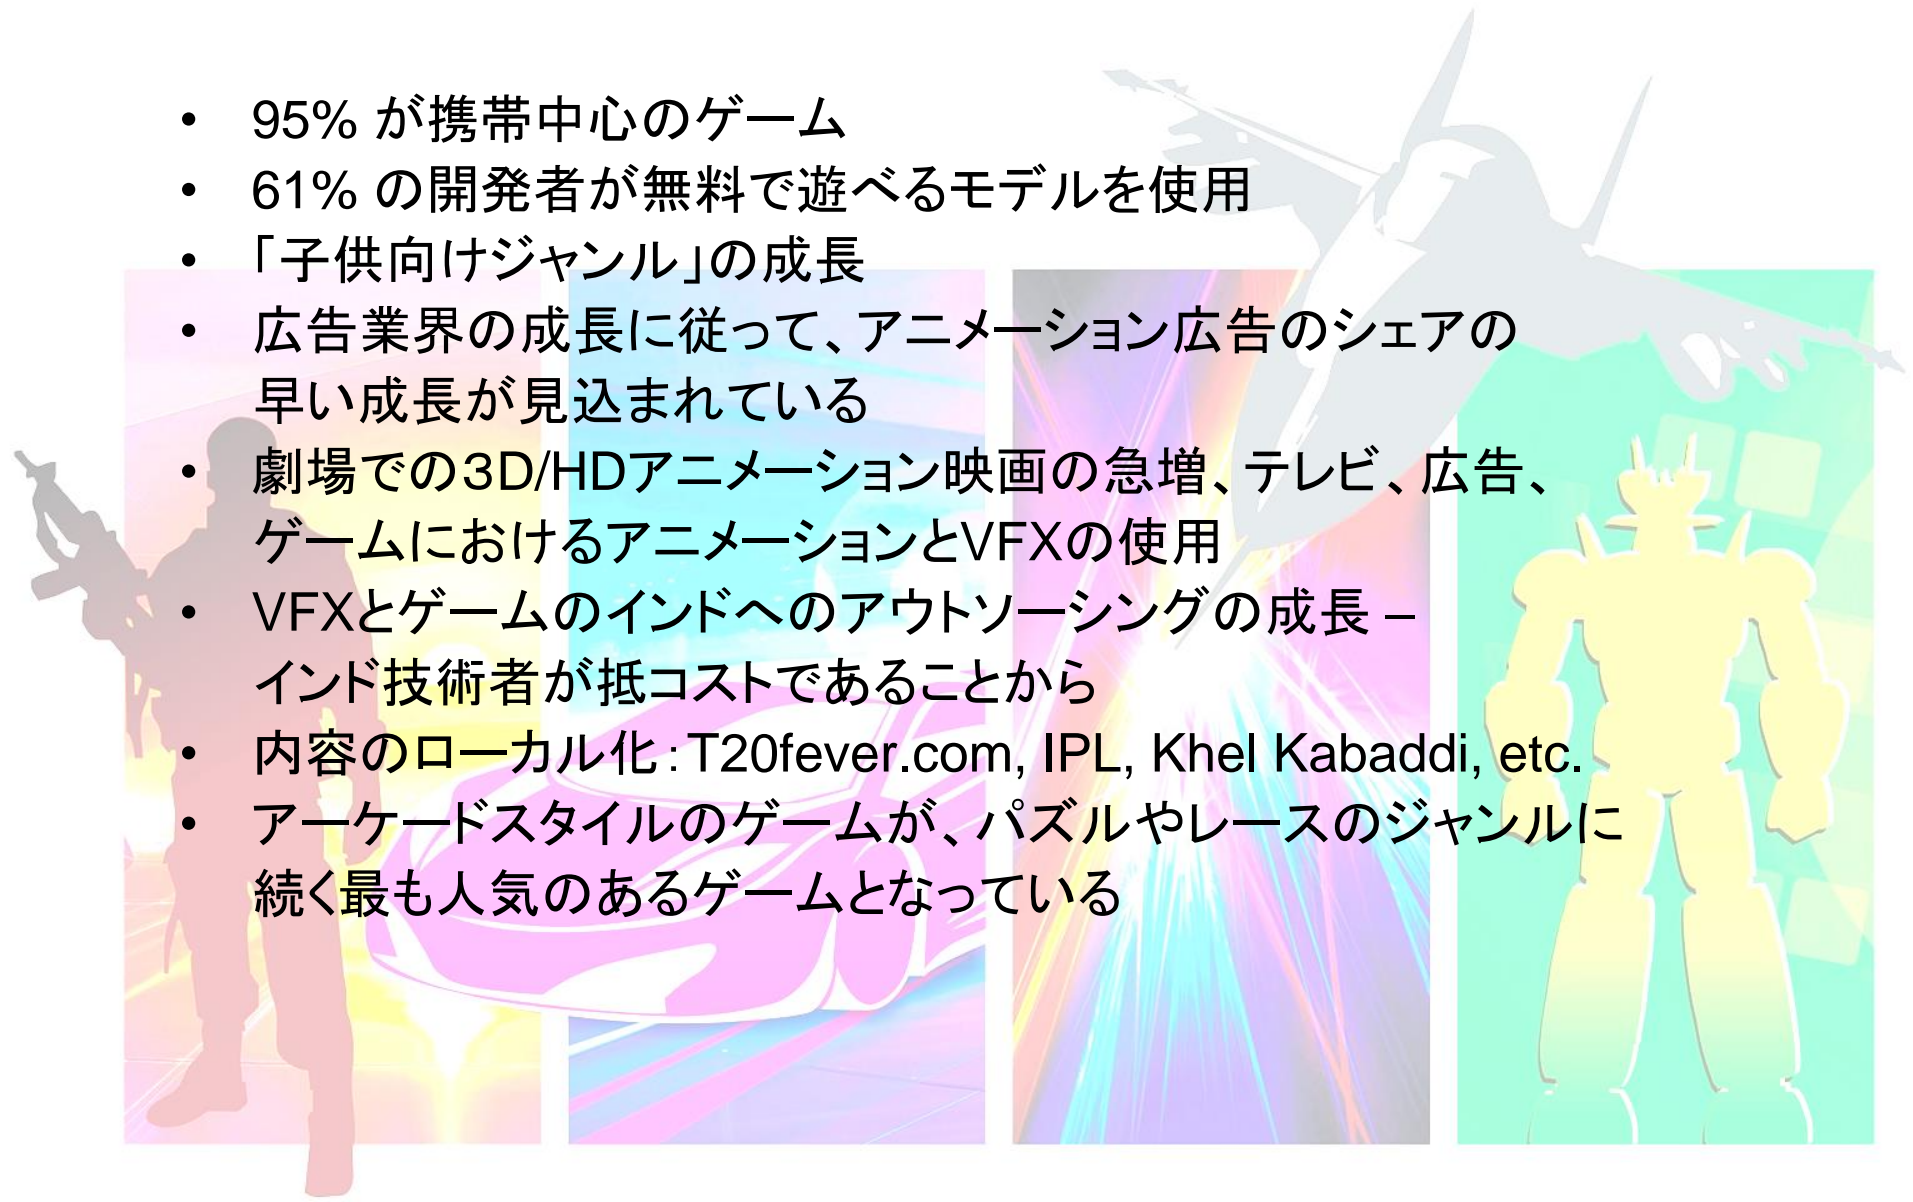 • 95% が携帯中心のゲーム
• 61% の開発者が無料で遊べるモデルを使用
• 「子供向けジャンル」の成長
• 広告業界の成長に従って、アニメーション広告のシェアの
早い成長が見込まれている
• 劇場での3D/HDアニメーション映画の急増、テレビ、広告、
ゲームにおけるアニメーションとVFXの使用
• VFXとゲームのインドへのアウトソーシングの成長 –
インド技術者が抵コストであることから
• 内容のローカル化：T20fever.com, IPL, Khel Kabaddi, etc.
• アーケードスタイルのゲームが、パズルやレースのジャンルに
続く最も人気のあるゲームとなっている